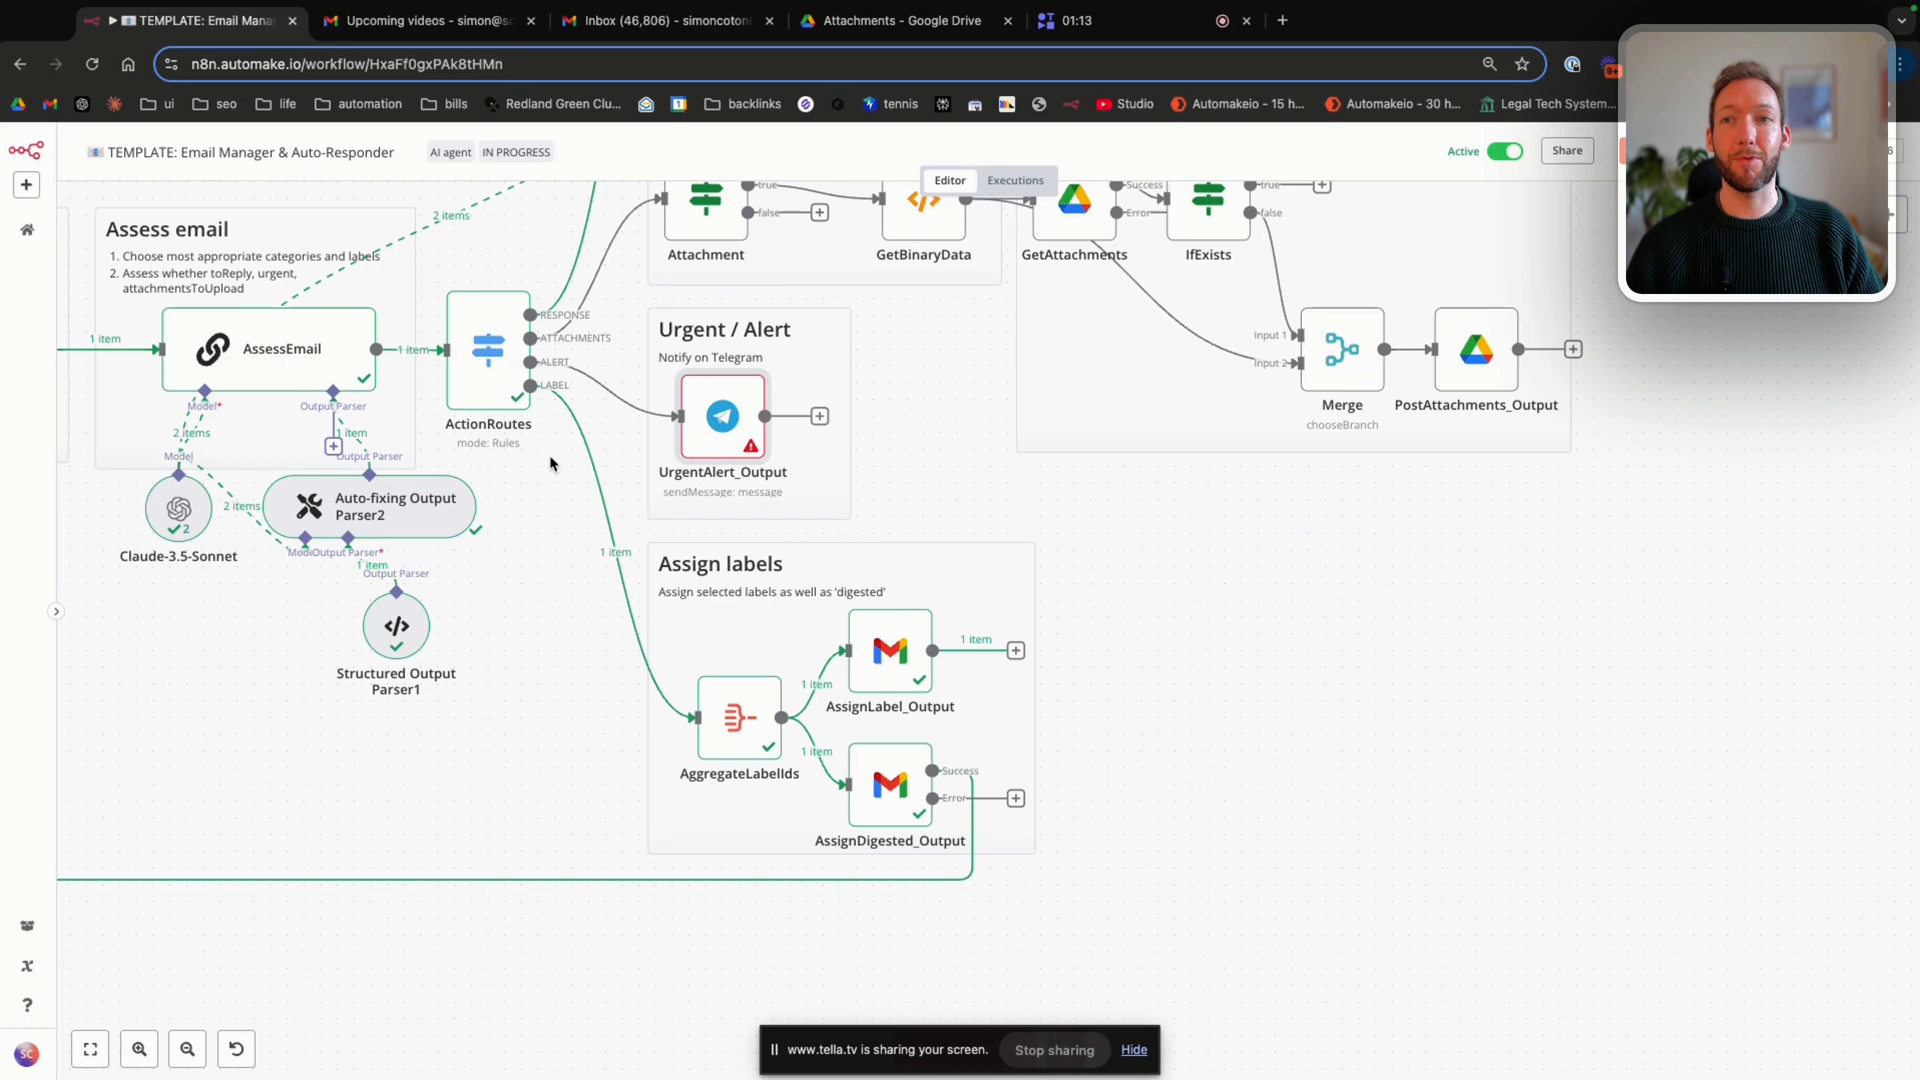 TEMPLATE: Email Mana
Upcoming videos - simon@s
Inbox (46,806) - simoncoton
Attachments - Google Drive
01:13
n8n.automake.io/workflow/HxaFf0gxPAk8tHMn
ui
seo
life
automation
bills
Redland Green Clu...
backlinks
tennis
Studio
Automakeio - 15 h...
Automakeio - 30 h...
Legal Tech System...
TEMPLATE: Email Manager & Auto-Responder
AI agent
IN PROGRESS
Active
Share
Editor
Executions
2 items
Assess email
1. Choose most appropriate categories and labels
2. Assess whether toReply, urgent,
attachmentsToUpload
1 item
AssessEmail
1 item
Model*
Output Parser
2 items
1 item
Model
Output Parser
2 items
2
Claude-3.5-Sonnet
Auto-fixing Output
Parser2
Output Parser*
1 item
Output Parser
Structured Output
Parser1
RESPONSE
ATTACHMENTS
ALERT
LABEL
ActionRoutes
mode: Rules
true
false
Attachment
GetBinaryData
Success
Error
GetAttachments
true
false
IfExists
Urgent / Alert
Notify on Telegram
UrgentAlert_Output
sendMessage: message
Input 1
Input 2
Merge
chooseBranch
PostAttachments_Output
1 item
Assign labels
Assign selected labels as well as ‘digested’
1 item
1 item
AssignLabel_Output
AggregateLabelIds
1 item
Success
Error
AssignDigested_Output
SC
www.tella.tv is sharing your screen.
Stop sharing
Hide